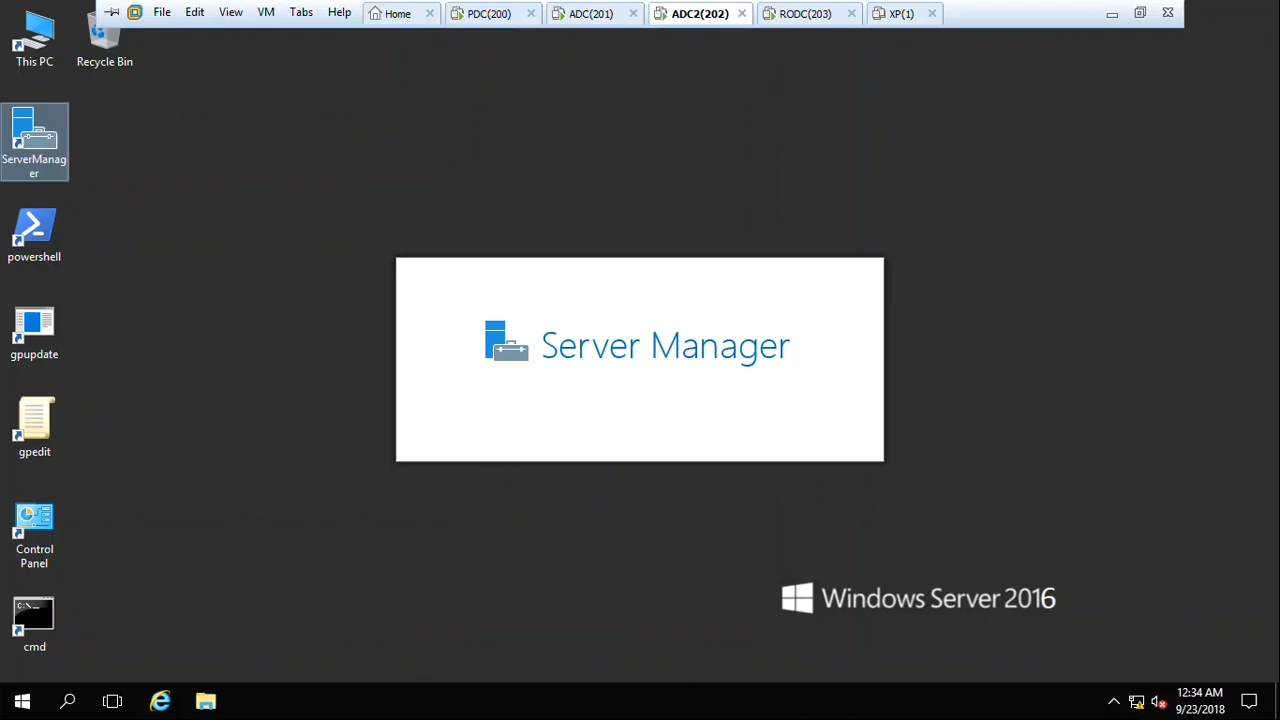 File Edit View VM Tabs Help Home PDC(200) ADC(201) ADC2(202) RODC(203) XP(1)
This PC
Recycle Bin
ServerManag
er
powershell
gpupdate
gpedit
Control
Panel
cmd
Server Manager
Windows Server 2016
12:34 AM
9/23/2018